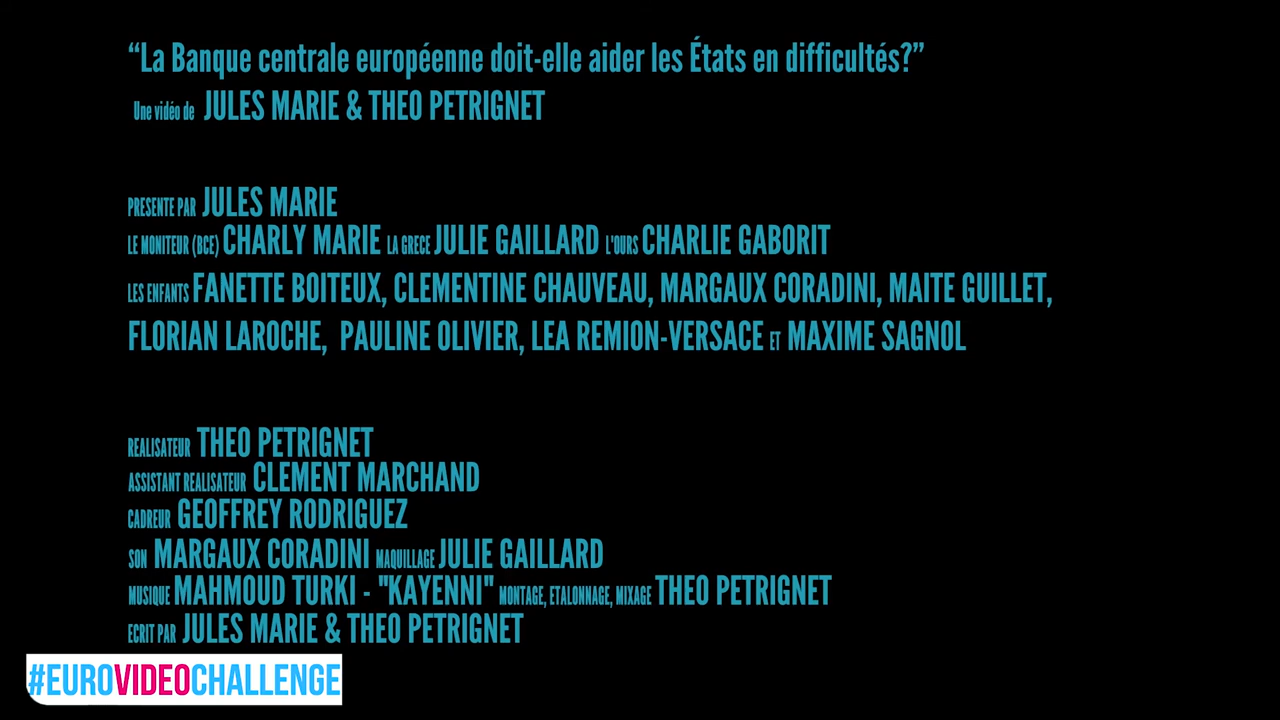 “La Banque centrale européenne doit-elle aider les États en difficultés?”
Une vidéo de JULES MARIE & THEO PETRIGNET
PRESENTE PAR JULES MARIE
LE MONITEUR (BCE) CHARLY MARIE LA GRECE JULIE GAILLARD L'OURS CHARLIE GABORIT
LES ENFANTS FANETTE BOITEUX, CLEMENTINE CHAUVEAU, MARGAUX CORADINI, MAITE GUILLET,
FLORIAN LAROCHE, PAULINE OLIVIER, LEA REMION-VERSACE ET MAXIME SAGNOL
REALISATEUR THEO PETRIGNET
ASSISTANT REALISATEUR CLEMENT MARCHAND
CADREUR GEOFFREY RODRIGUEZ
SON MARGAUX CORADINI MAQUILLAGE JULIE GAILLARD
MUSIQUE MAHMOUD TURKI - "KAYENNI" MONTAGE, ETALONNAGE, MIXAGE THEO PETRIGNET
ECRIT PAR JULES MARIE & THEO PETRIGNET
#EUROVIDEOCHALLENGE